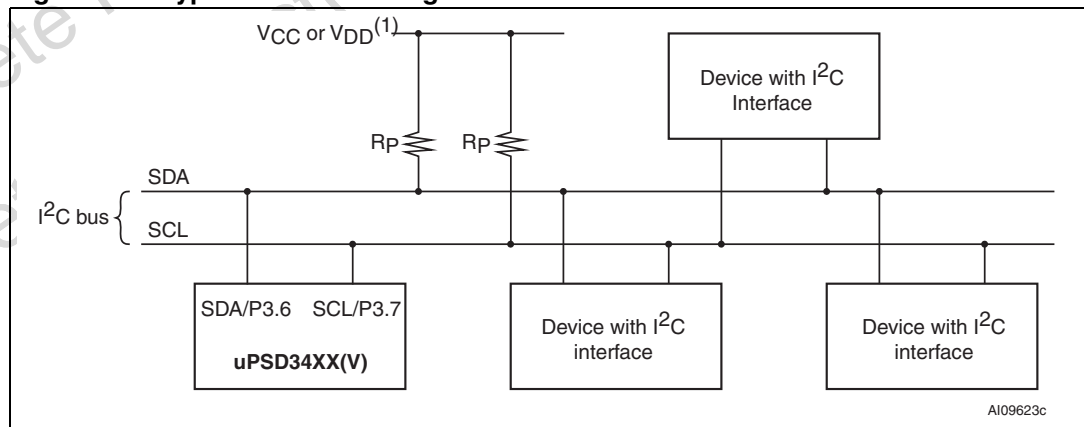 VCC or VDD(1)
Device with I2C
Interface
RP
RP
SDA
I2C bus
SCL
SDA/P3.6 SCL/P3.7
uPSD34XX(V)
Device with I2C
interface
Device with I2C
interface
AI09623c